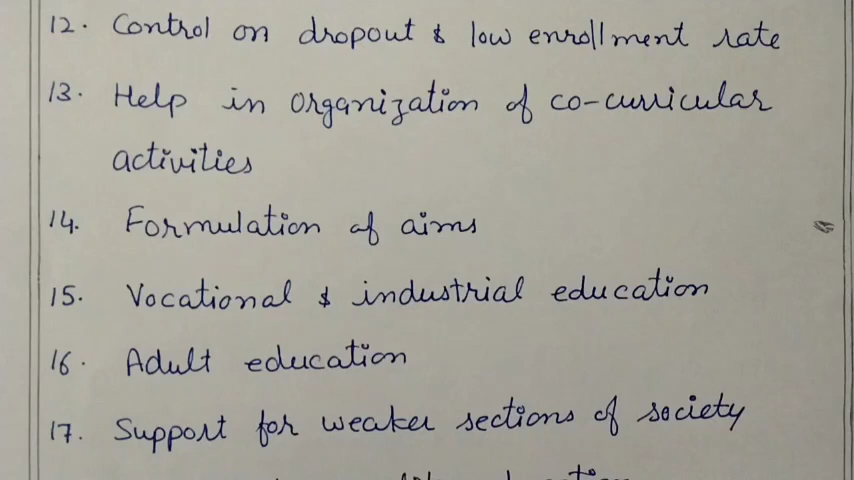 12. Control on dropout & low enrollment rate
13. Help in organization of co-curricular
activities
14. Formulation of aims
15. Vocational & industrial education
16. Adult education
17. Support for weaker sections of society